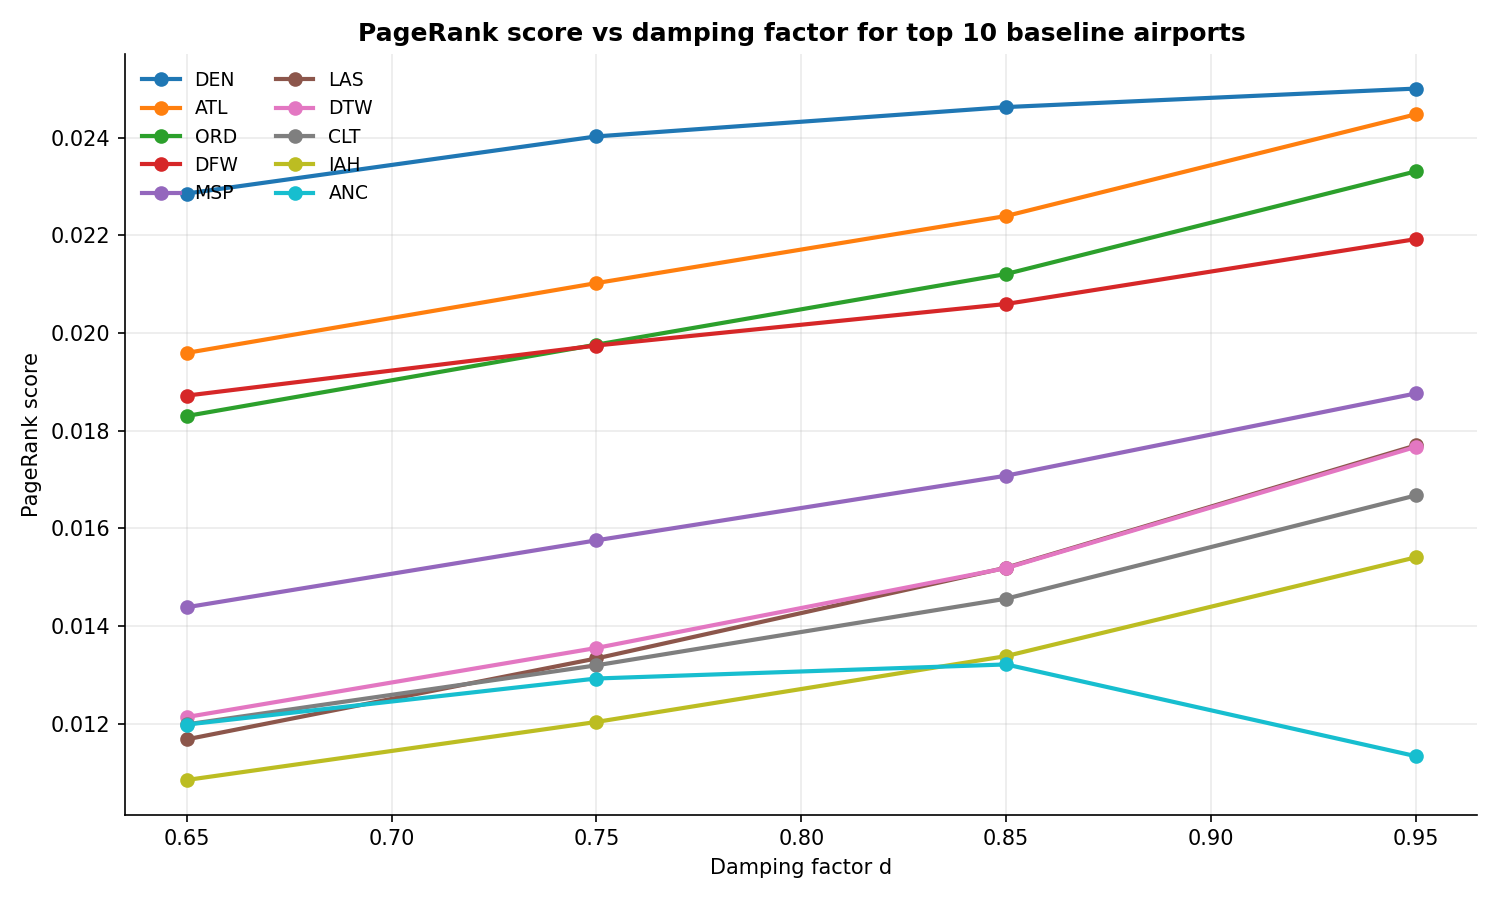 PageRank score vs damping factor for top 10 baseline airports
DEN
ATL
ORD
DFW
MSP
LAS
DTW
CLT
IAH
ANC
PageRank score
0.024
0.022
0.020
0.018
0.016
0.014
0.012
0.65
0.70
0.75
0.80
0.85
0.90
0.95
Damping factor d